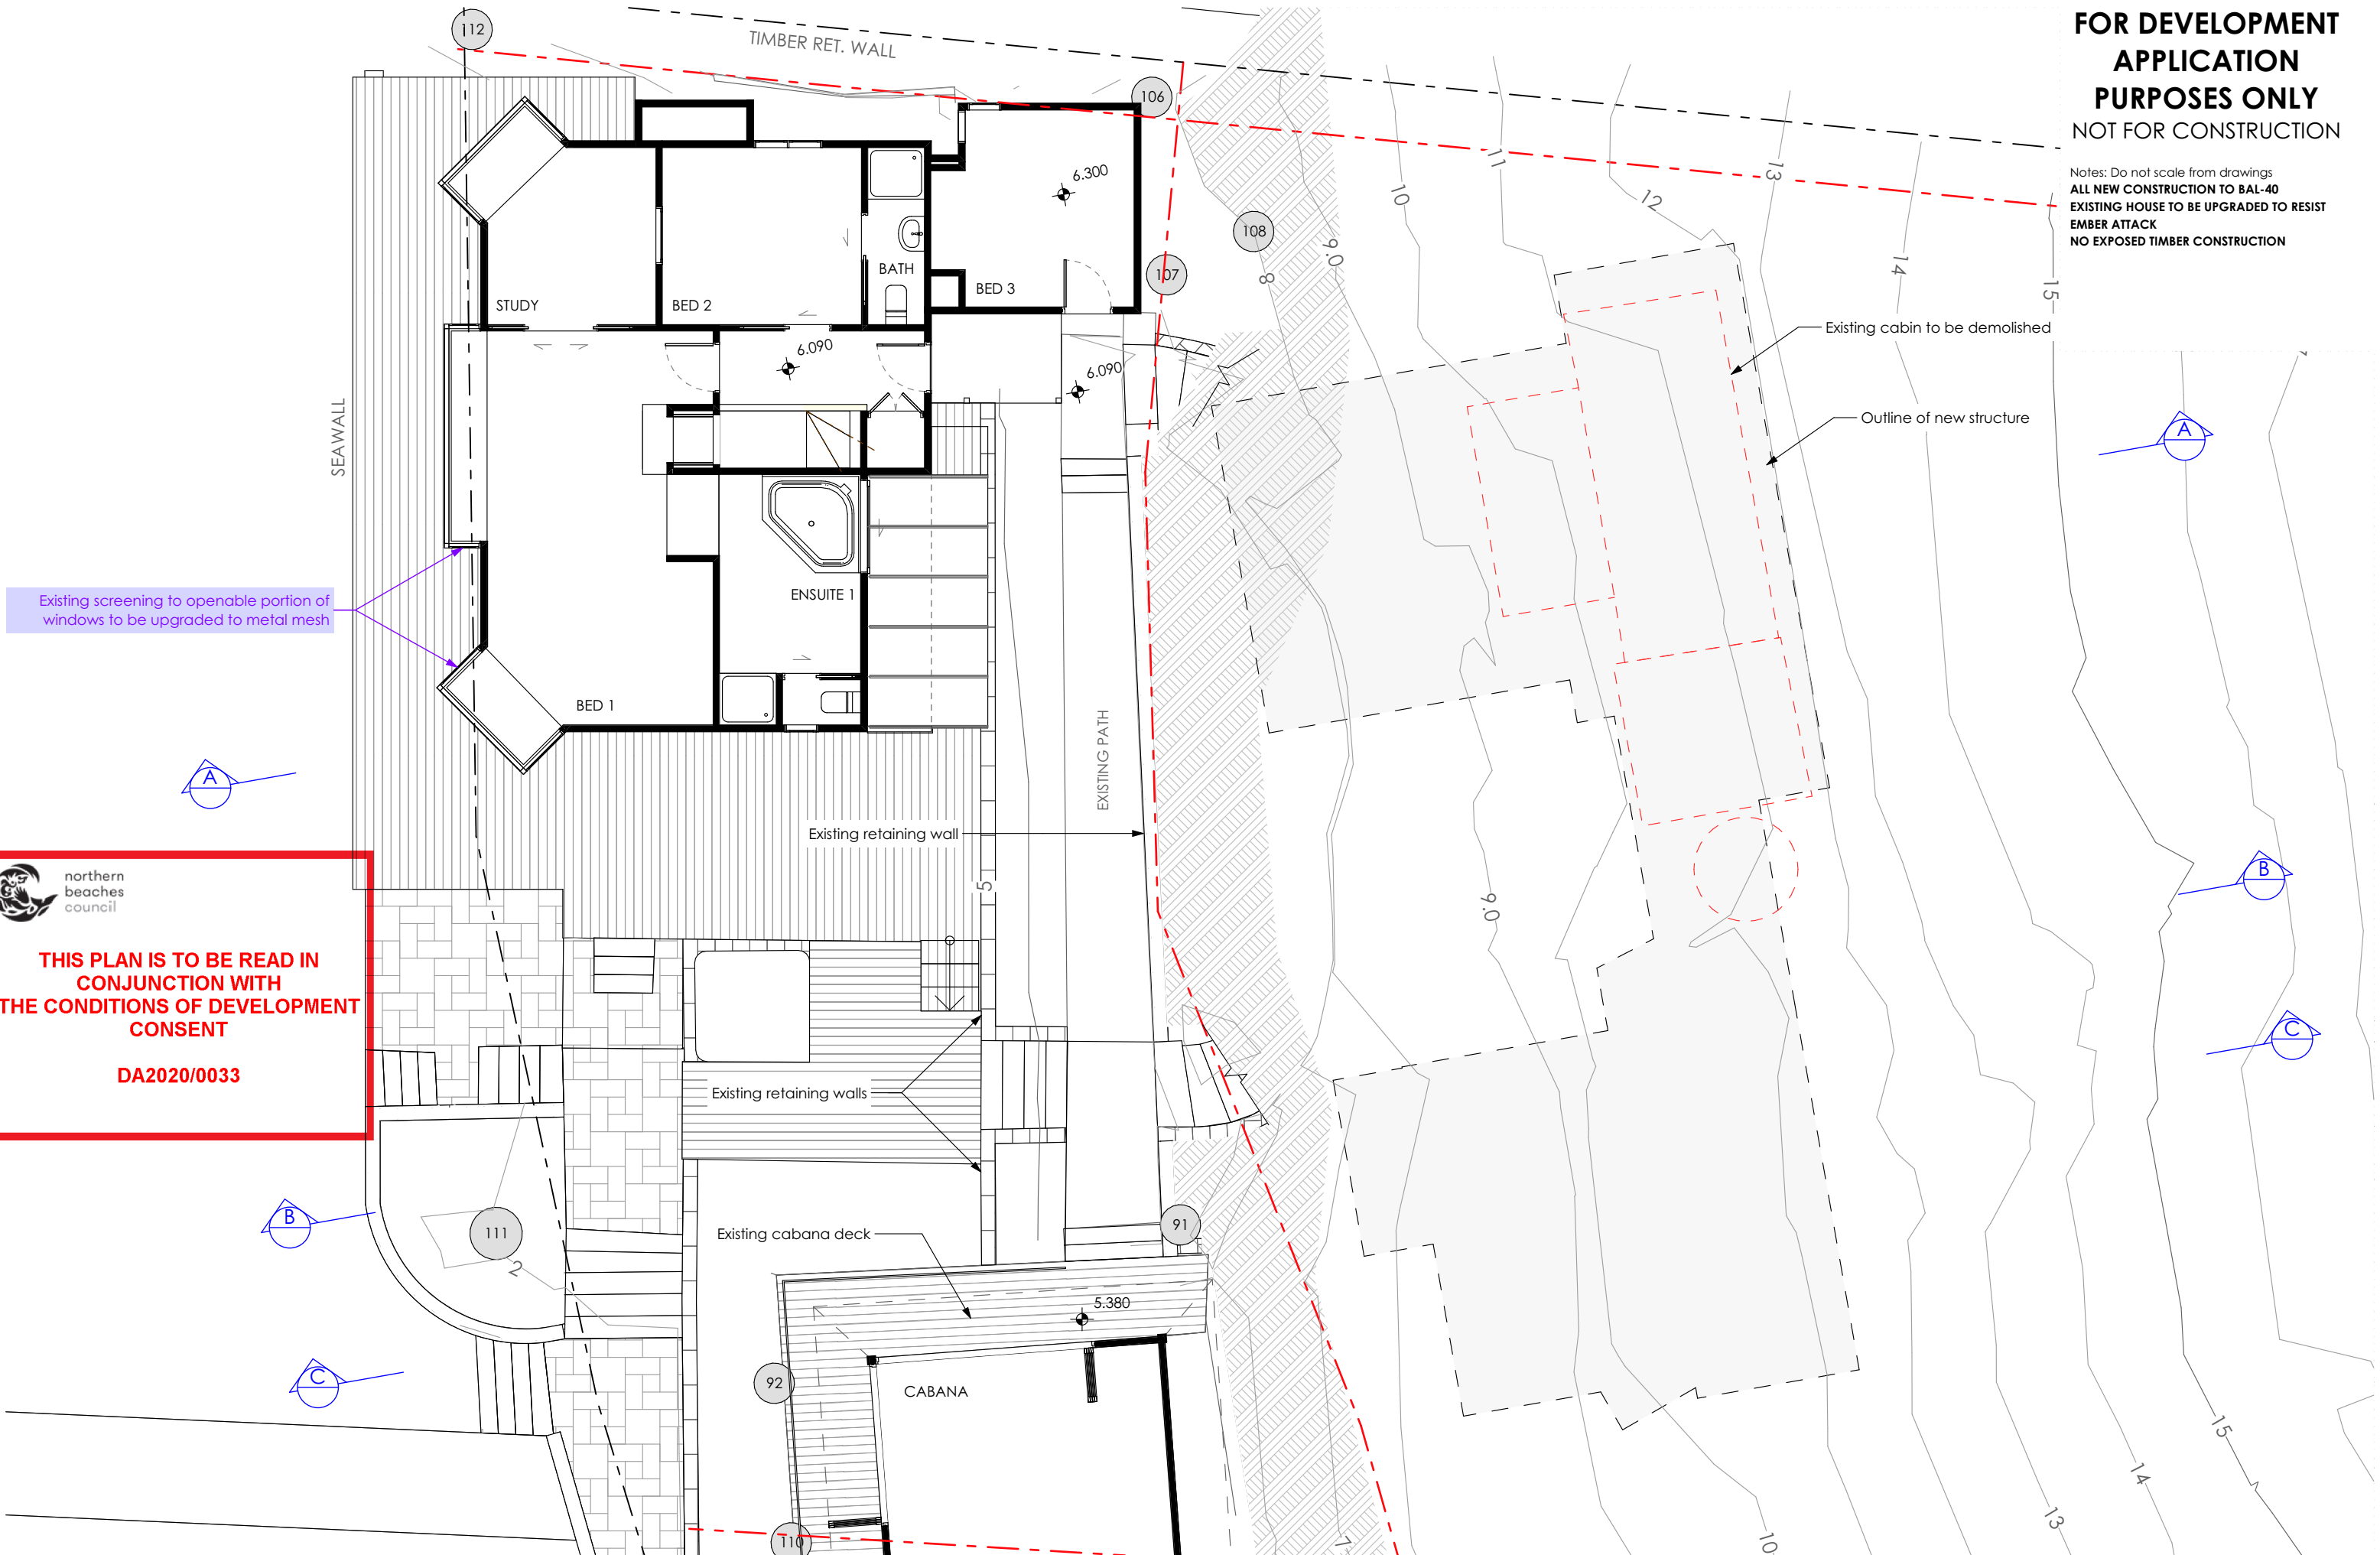 112
TIMBER RET. WALL
106
FOR DEVELOPMENT
APPLICATION
PURPOSES ONLY
NOT FOR CONSTRUCTION
Notes: Do not scale from drawings
ALL NEW CONSTRUCTION TO BAL-40
EXISTING HOUSE TO BE UPGRADED TO RESIST
EMBER ATTACK
NO EXPOSED TIMBER CONSTRUCTION
6.300
108
107
8
9.0
10
11
12
13
14
15
BATH
BED 3
STUDY
BED 2
6.090
6.090
Existing cabin to be demolished
Outline of new structure
SEAWALL
A
Existing screening to openable portion of
windows to be upgraded to metal mesh
ENSUITE 1
BED 1
EXISTING PATH
A
Existing retaining wall
5
9.0
B
northern
beaches
council
THIS PLAN IS TO BE READ IN
CONJUNCTION WITH
THE CONDITIONS OF DEVELOPMENT
CONSENT
DA2020/0033
C
Existing retaining walls
B
111
2
Existing cabana deck
91
5.380
C
92
CABANA
110
7
10
13
14
15